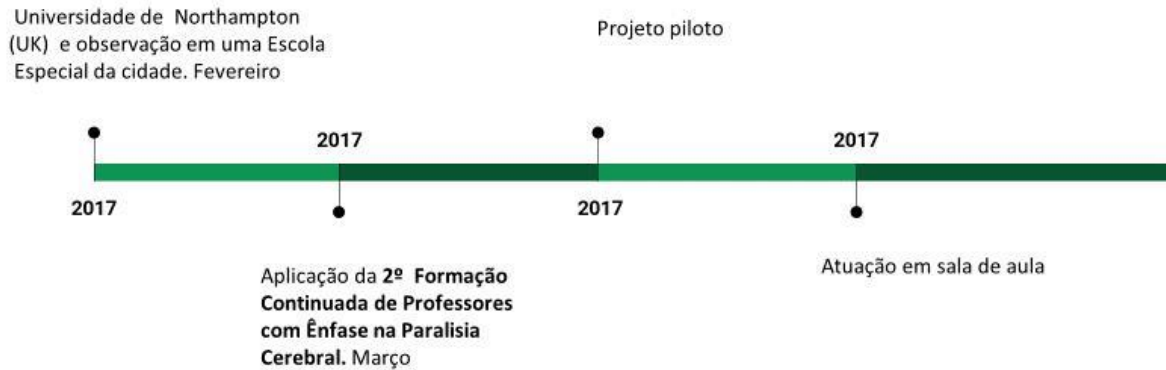 Universidade de Northampton
(UK) e observação em uma Escola
Especial da cidade. Fevereiro
Projeto piloto
2017
2017
2017
2017
Aplicação da 2º Formação
Continuada de Professores
com Ênfase na Paralisia
Cerebral. Março
Atuação em sala de aula